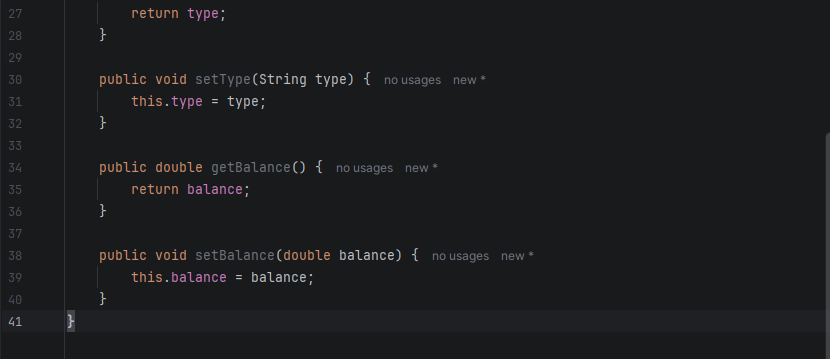 27 return type;
28 }
29
30 public void setType(String type) { no usages new *
31 this.type = type;
32 }
33
34 public double getBalance() { no usages new *
35 return balance;
36 }
37
38 public void setBalance(double balance) { no usages new *
39 this.balance = balance;
40 }
41 }